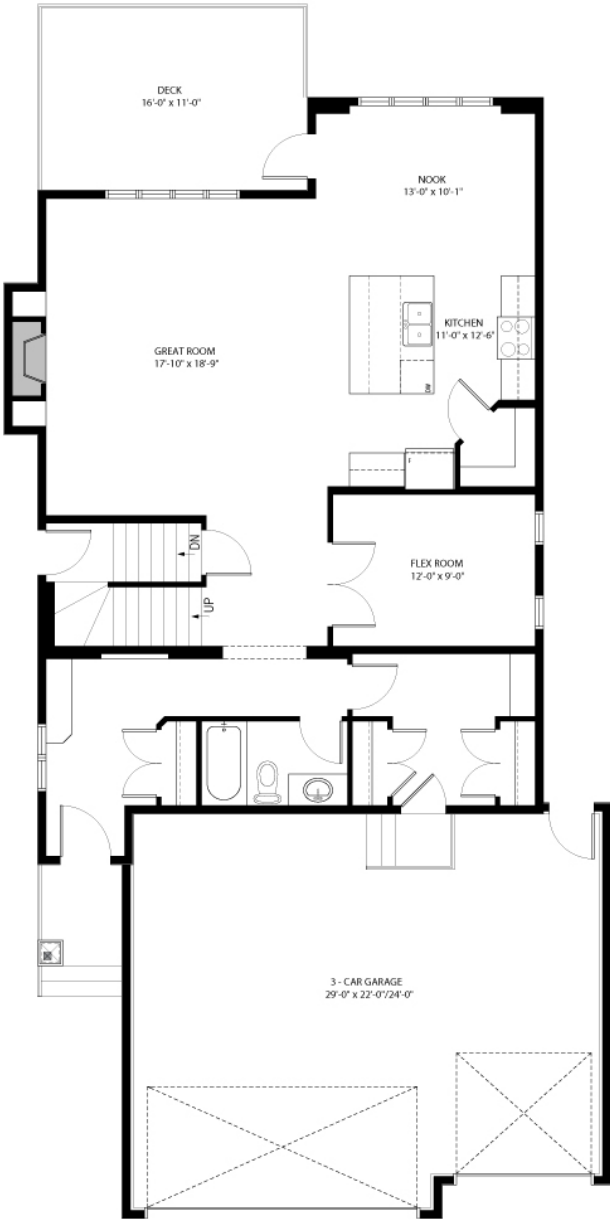 DECK
16'-0" x 11'-0"
NOOK
13'-0" x 10'-1"
KITCHEN
11'-0" x 12'-6"
GREAT ROOM
17'-10" x 18'-9"
DW
DN
FLEX ROOM
12'-0" x 9'-0"
UP
3 - CAR GARAGE
29'-0" x 22'-0"/24'-0"